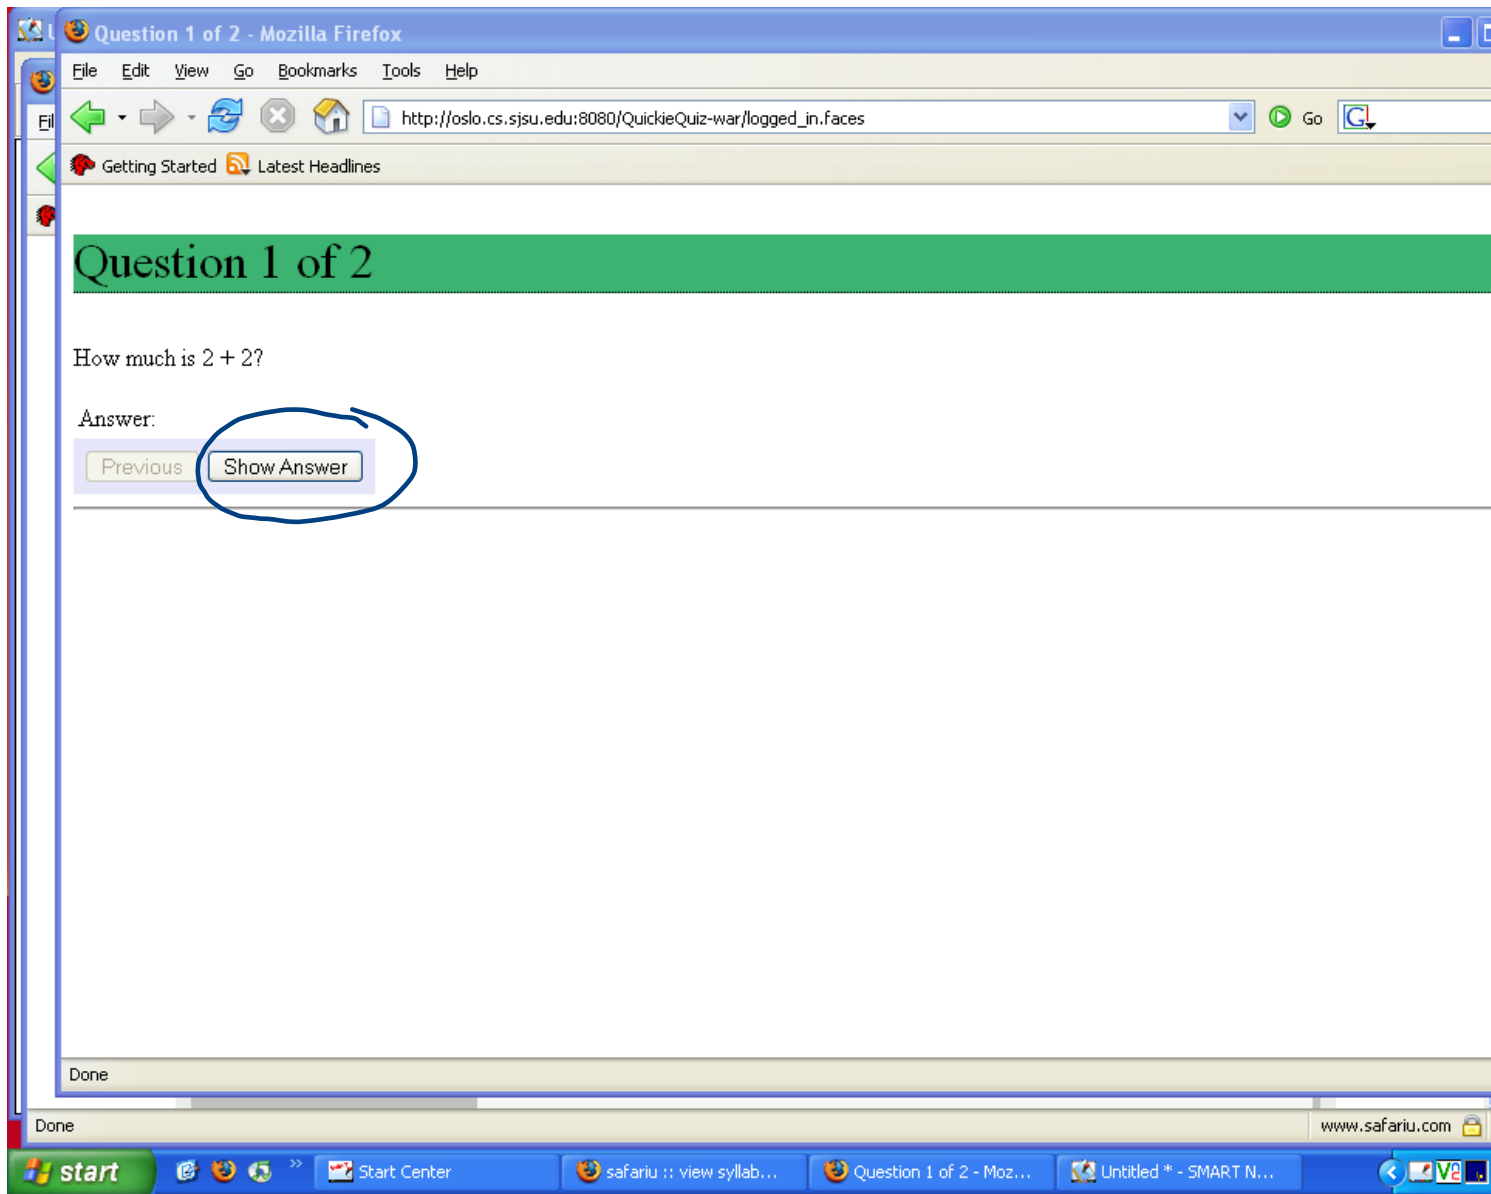 Question 1 of 2 - Mozilla Firefox
File Edit View Go Bookmarks Tools Help
http://oslo.cs.sjsu.edu:8080/QuickieQuiz-war/logged_in.faces
Go
G
Getting Started Latest Headlines
Question 1 of 2
How much is 2 + 2?
Answer:
Previous Show Answer
Done
Done
www.safariu.com
start
Start Center
safariu :: view syllab...
Question 1 of 2 - Moz...
Untitled * - SMART N...